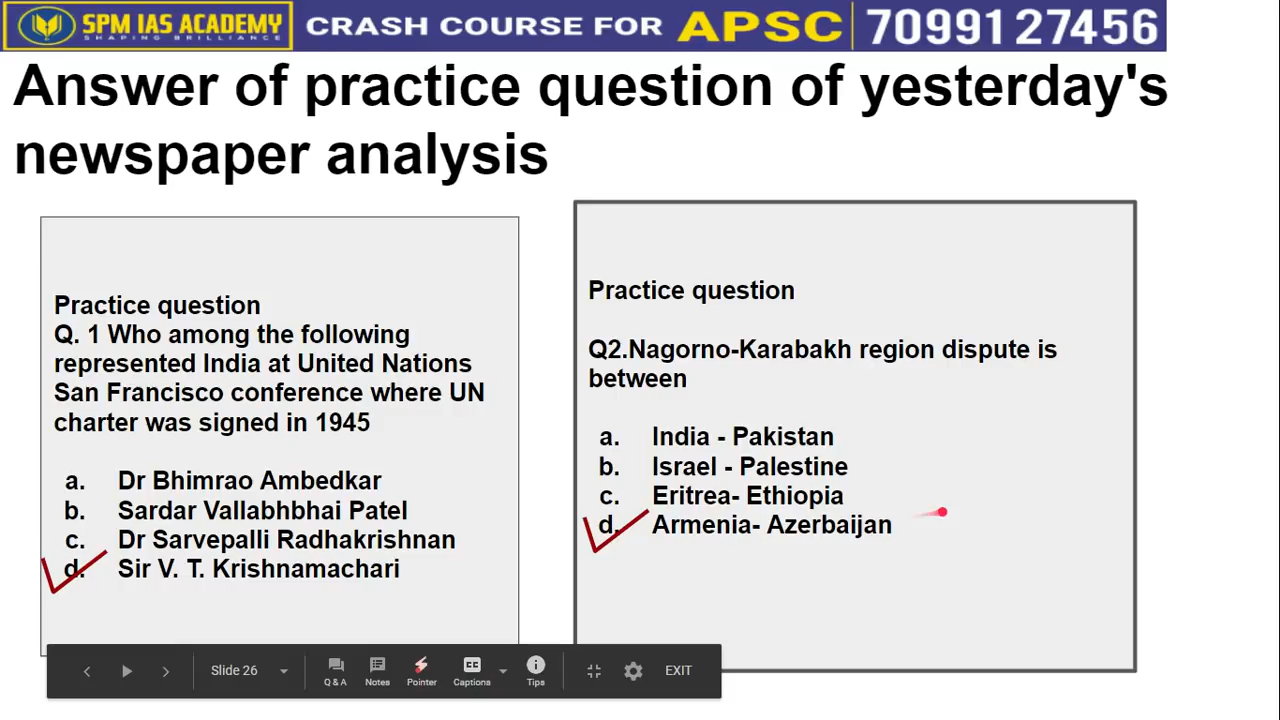 SPM IAS ACADEMY
SHAPING BRILLIANCE
CRASH COURSE FOR APSC 70991 27456
Answer of practice question of yesterday's
newspaper analysis
Practice question
Q. 1 Who among the following
represented India at United Nations
San Francisco conference where UN
charter was signed in 1945
a. Dr Bhimrao Ambedkar
b. Sardar Vallabhbhai Patel
c. Dr Sarvepalli Radhakrishnan
d. Sir V. T. Krishnamachari
Practice question
Q2.Nagorno-Karabakh region dispute is
between
a. India - Pakistan
b. Israel - Palestine
c. Eritrea- Ethiopia
d. Armenia- Azerbaijan
Slide 26
Q & A
Notes
Pointer
CC
Captions
Tips
EXIT